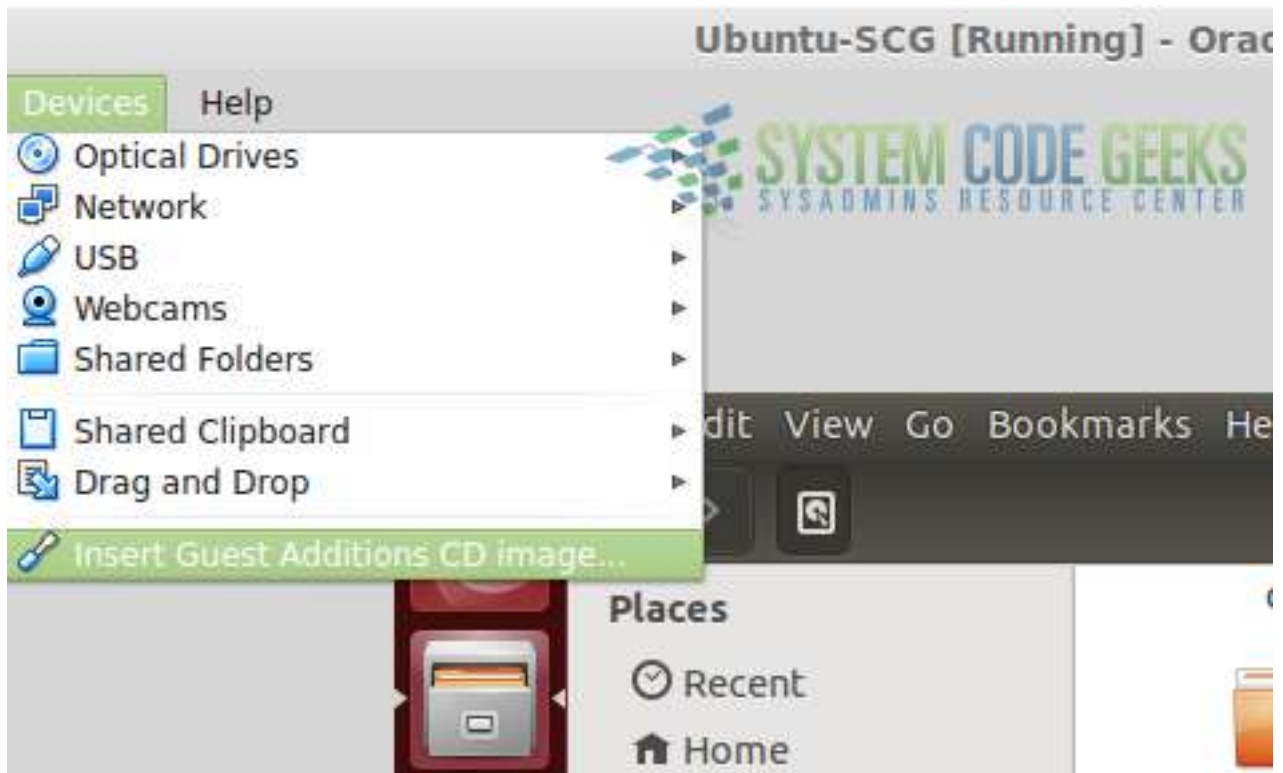 Ubuntu-SCG [Running] - Orac
Devices Help
SYSTEM CODE GEEKS
SYSADMINS RESOURCE CENTER
Optical Drives
Network
USB
Webcams
Shared Folders
Shared Clipboard
Drag and Drop
Insert Guest Additions CD image...
dit View Go Bookmarks He
Places
Recent
Home